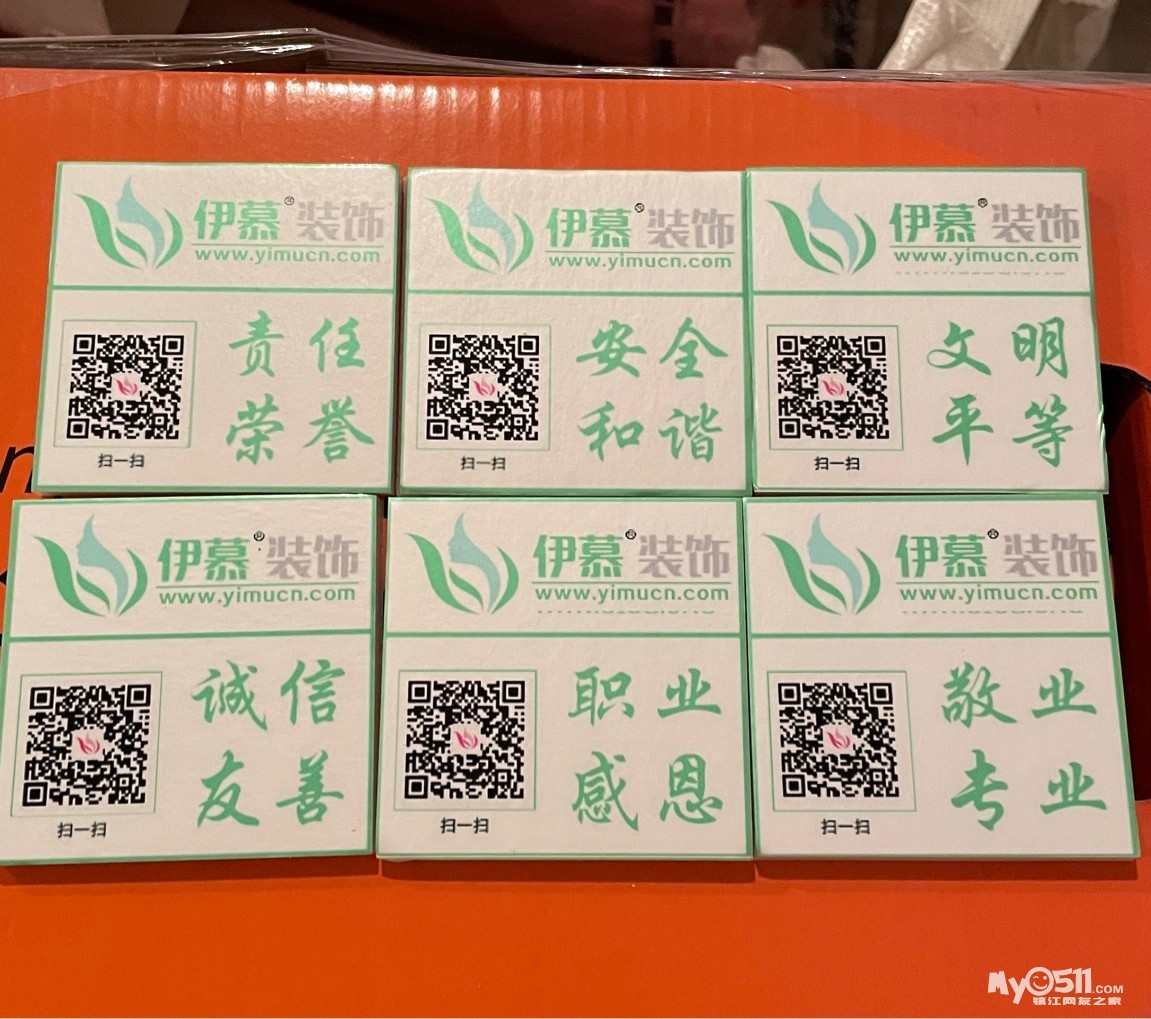 伊慕®装饰
www.yimucn.com
责任
荣誉
扫一扫
伊慕®装饰
www.yimucn.com
安全
和谐
扫一扫
伊慕®装饰
www.yimucn.com
文明
平等
扫一扫
伊慕®装饰
www.yimucn.com
诚信
友善
扫一扫
伊慕®装饰
www.yimucn.com
职业
感恩
扫一扫
伊慕®装饰
www.yimucn.com
敬业
专业
扫一扫
My0511.COM
镇江网友之家